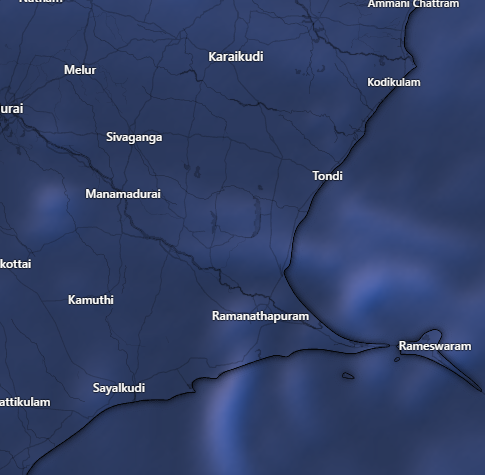 Ammani Chattram
Karaikudi
Melur
Kodikulam
urai
Sivaganga
Tondi
Manamadurai
kottai
Kamuthi
Ramanathapuram
Rameswaram
Sayalkudi
attikulam